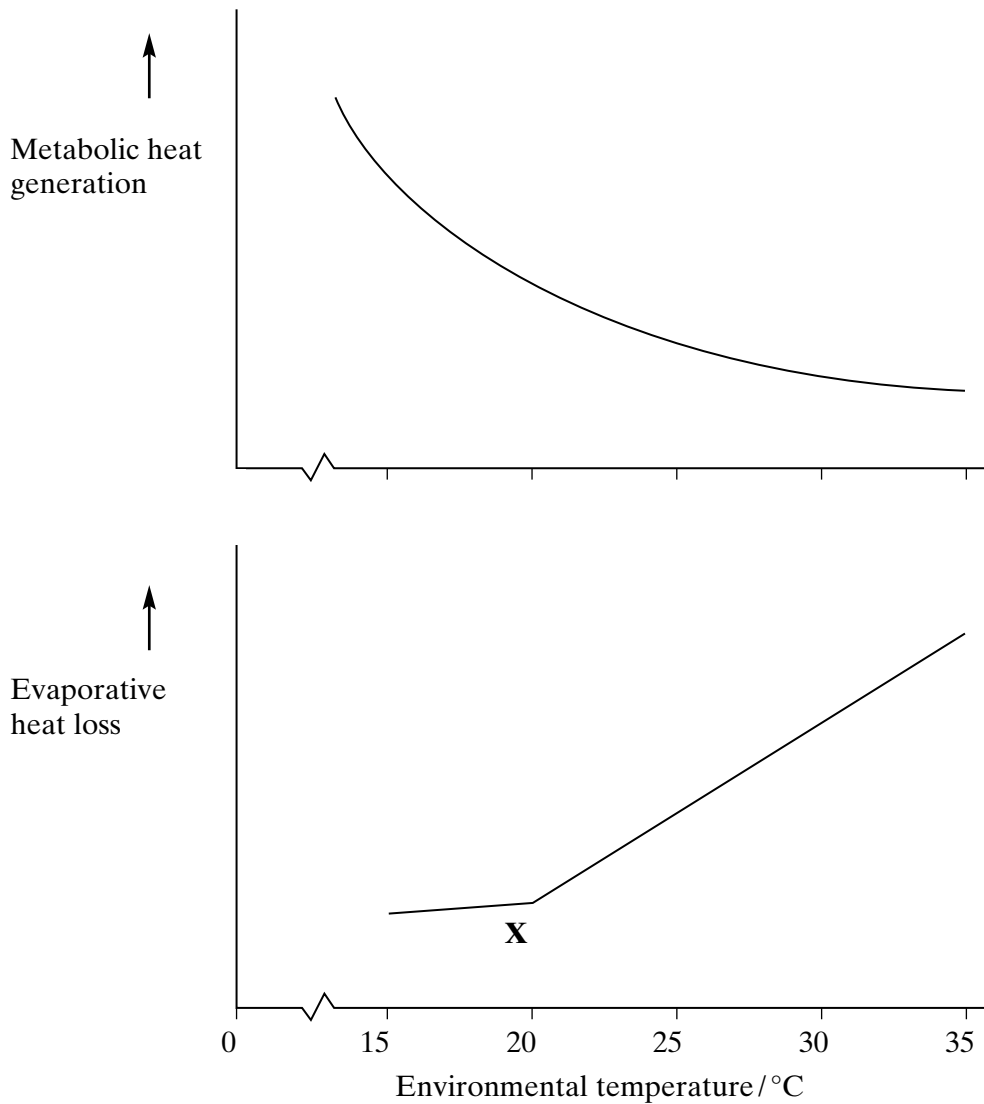 Metabolic heat
generation
Evaporative
heat loss
X
0 15 20 25 30 35
Environmental temperature/°C